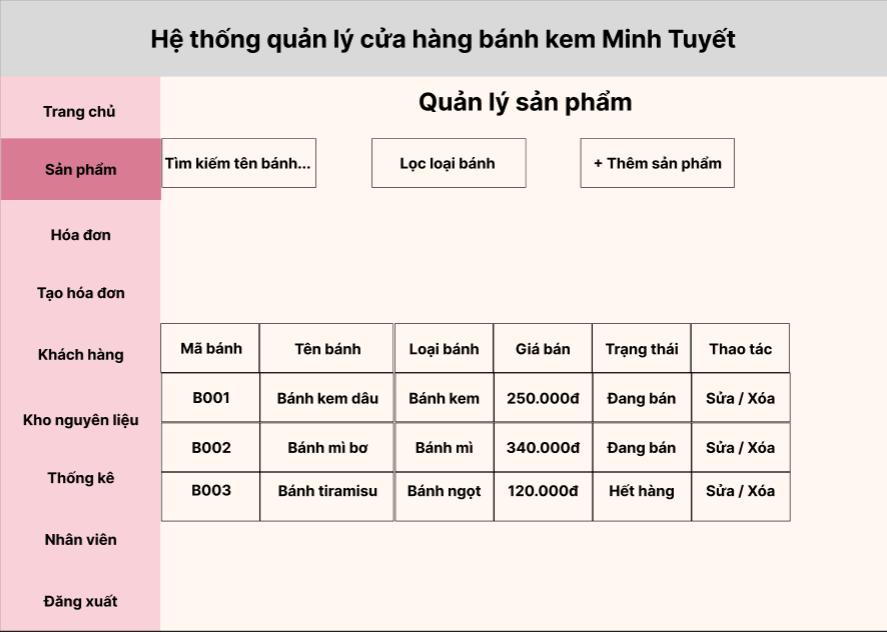 Hệ thống quản lý cửa hàng bánh kem Minh Tuyết
Quản lý sản phẩm
Trang chủ
Sản phẩm
Hóa đơn
Tạo hóa đơn
Khách hàng
Kho nguyên liệu
Thống kê
Nhân viên
Đăng xuất
Tìm kiếm tên bánh... Lọc loại bánh + Thêm sản phẩm
Mã bánh Tên bánh Loại bánh Giá bán Trạng thái Thao tác
B001 Bánh kem dâu Bánh kem 250.000đ Đang bán Sửa / Xóa
B002 Bánh mì bơ Bánh mì 340.000đ Đang bán Sửa / Xóa
B003 Bánh tiramisu Bánh ngọt 120.000đ Hết hàng Sửa / Xóa